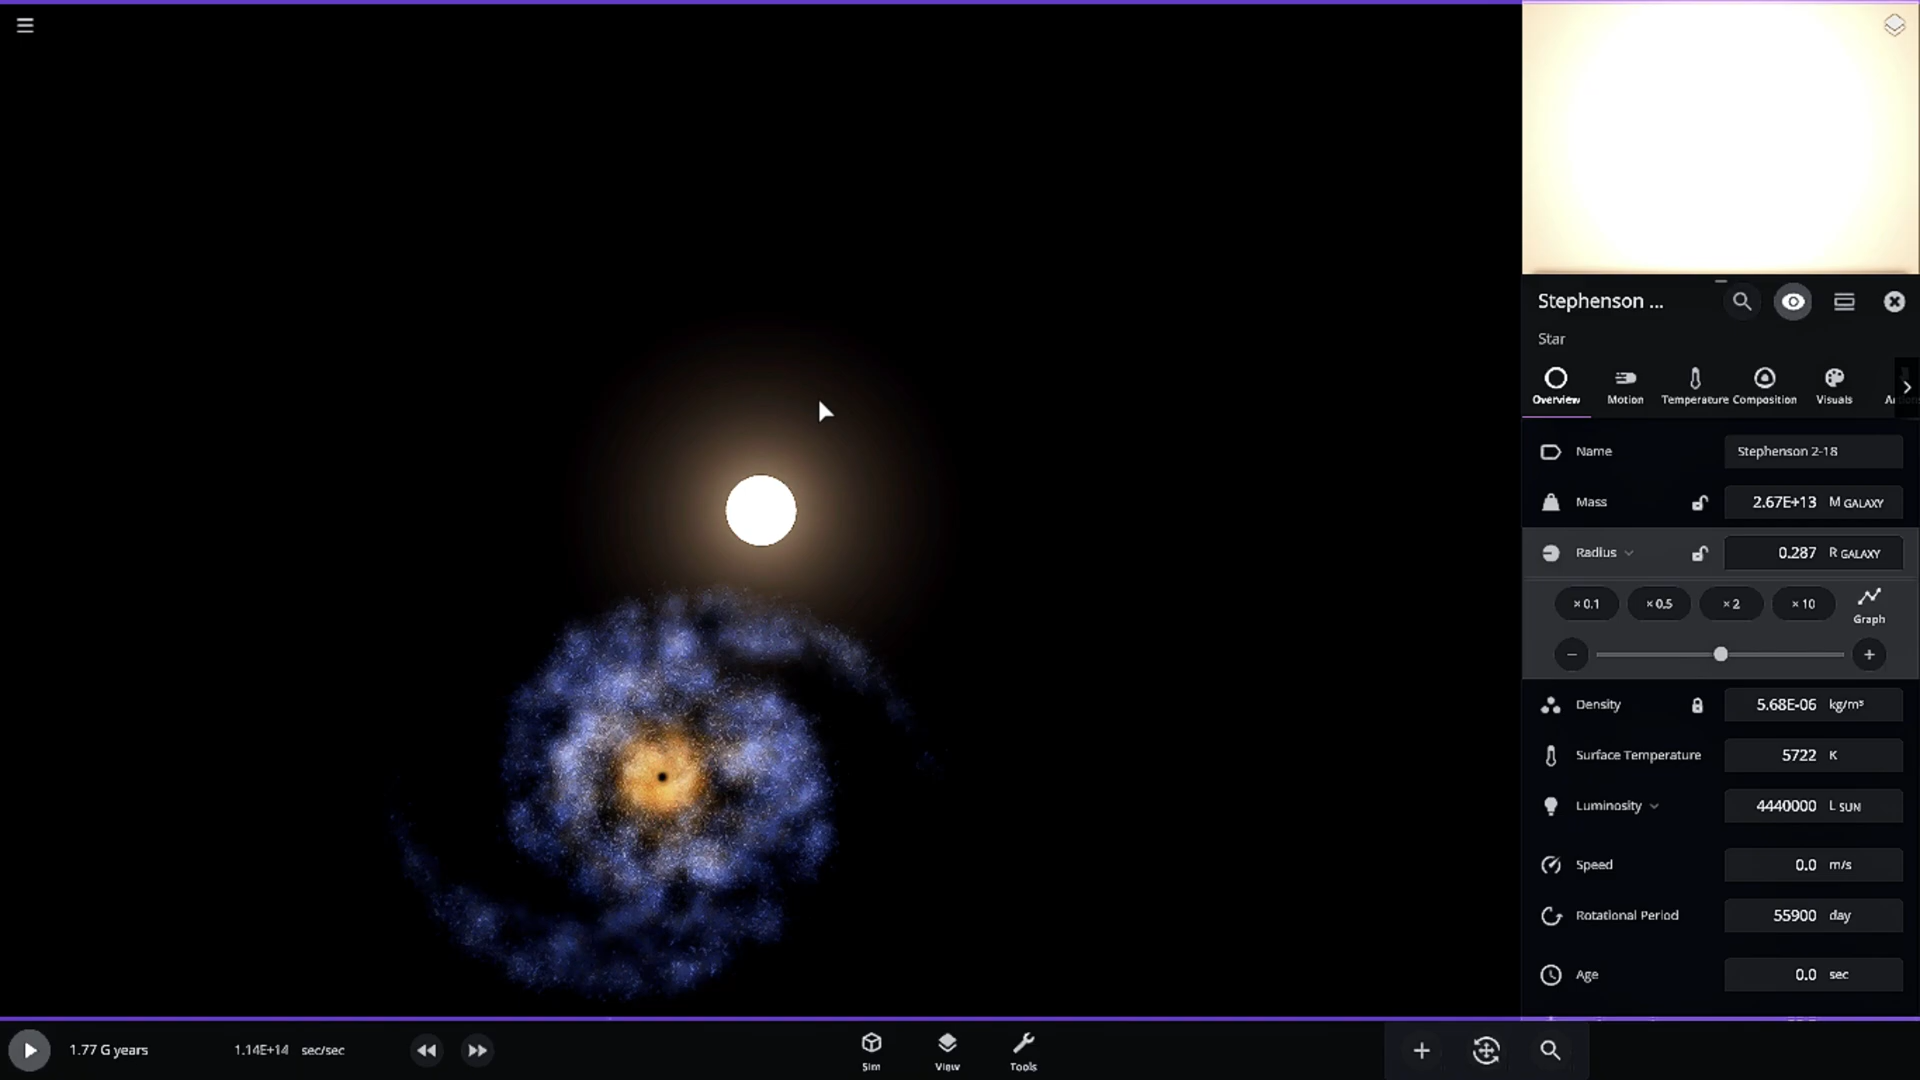 Stephenson ...
Star
Overview Motion Temperature Composition Visuals
Name Stephenson 2-18
Mass 2.67E+13 M GALAXY
Radius 0.287 R GALAXY
×0.1 ×0.5 ×2 ×10 Graph
Density 5.68E-06 kg/m³
Surface Temperature 5722 K
Luminosity 4440000 L SUN
Speed 0.0 m/s
Rotational Period 55900 day
Age 0.0 sec
1.77 G years 1.14E+14 sec/sec Sim View Tools